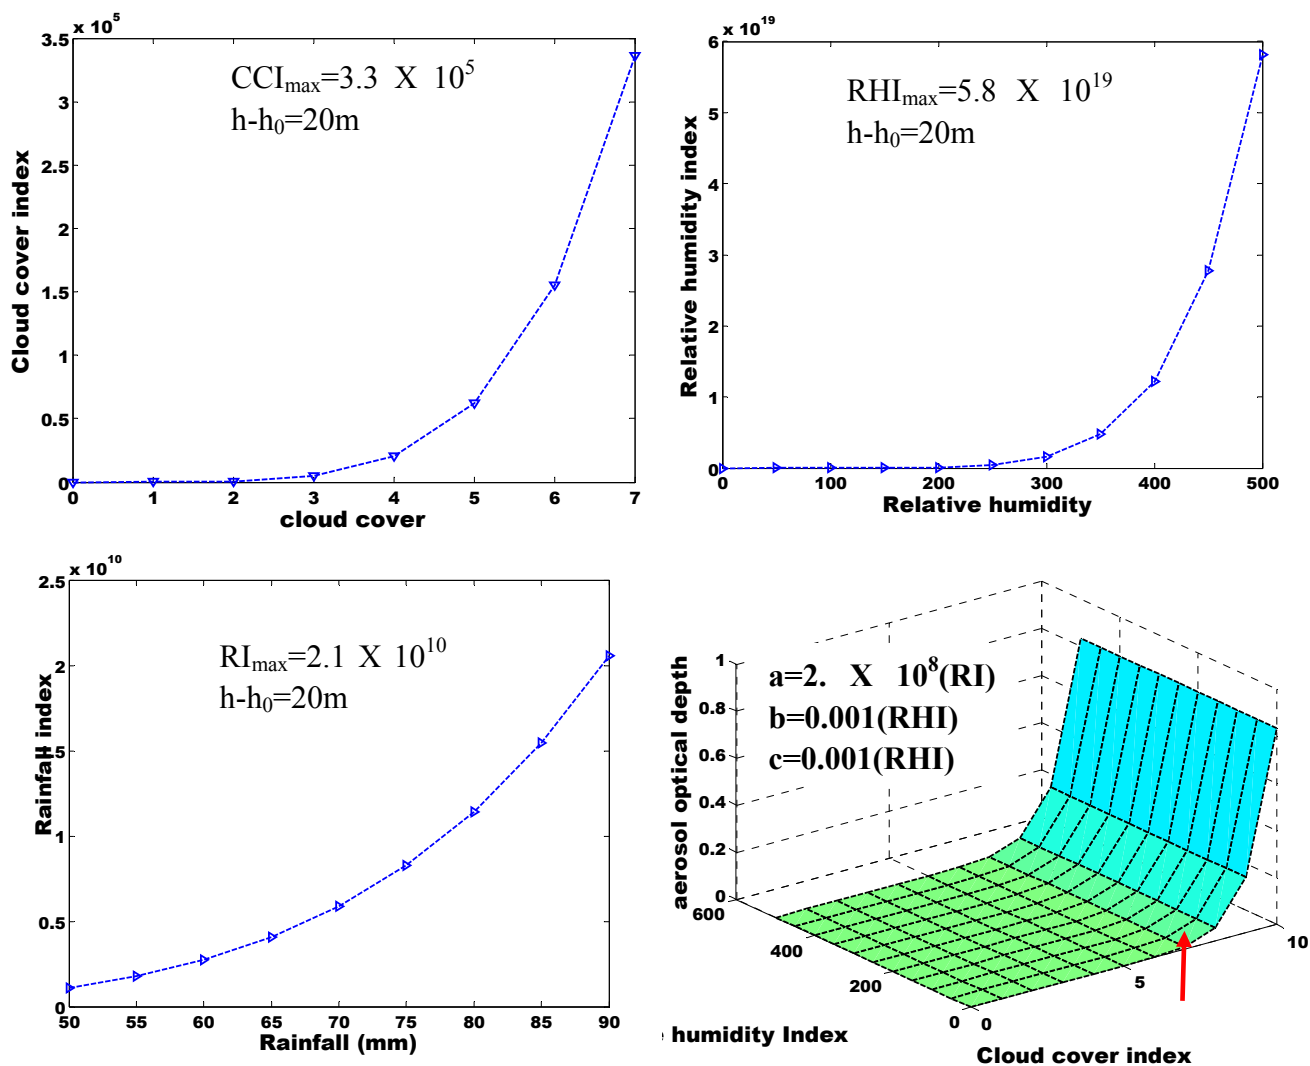 x 10^5
3.5
3
2.5
2
1.5
1
0.5
0
Cloud cover index
CCI_max=3.3 X 10^5
h-h_0=20m
0 1 2 3 4 5 6 7
cloud cover
x 10^19
6
5
4
3
2
1
0
Relative humidity index
RHI_max=5.8 X 10^19
h-h_0=20m
0 100 200 300 400 500
Relative humidity
x 10^10
2.5
2
1.5
1
0.5
0
Rainfall index
RI_max=2.1 X 10^10
h-h_0=20m
50 55 60 65 70 75 80 85 90
Rainfall (mm)
1
0.8
0.6
0.4
0.2
0
aerosol optical depth
a=2. X 10^8(RI)
b=0.001(RHI)
c=0.001(RHI)
600
400
200
0
0
5
10
humidity Index
Cloud cover index